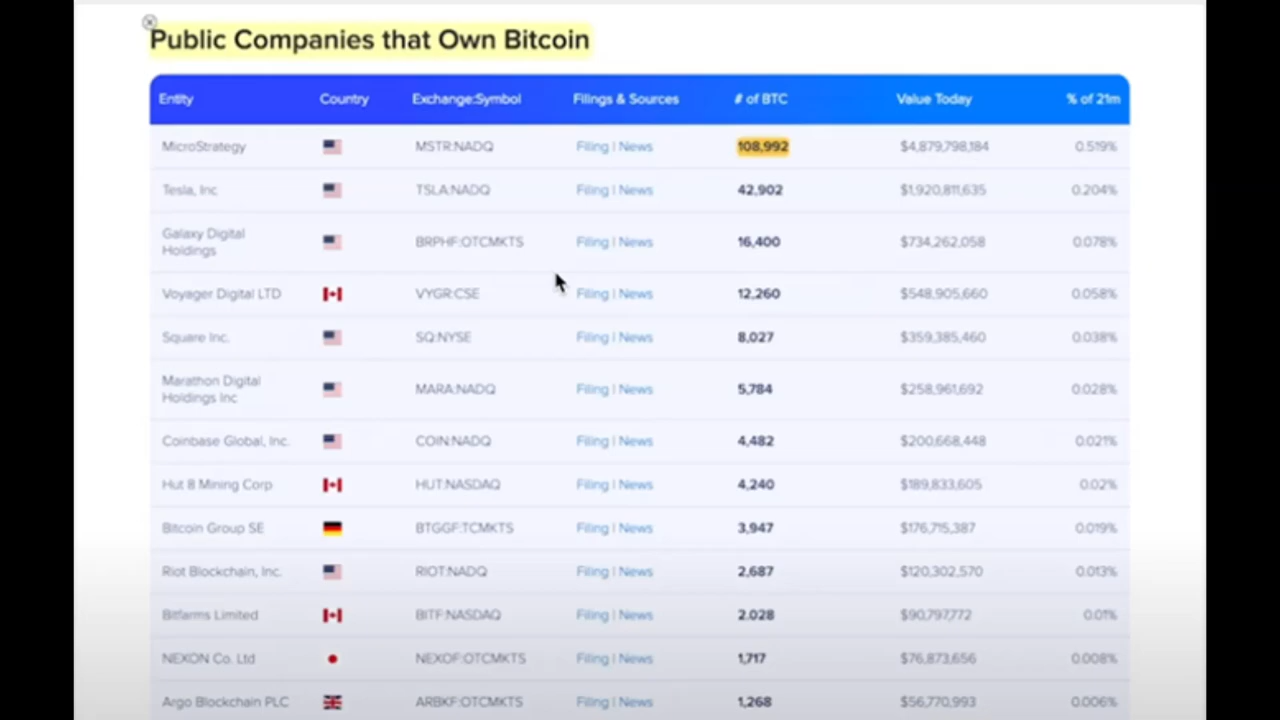 Public Companies that Own Bitcoin
Entity Country Exchange:Symbol Filings & Sources # of BTC Value Today % of 21m
MicroStrategy MSTR:NADQ Filing | News 108,992 $4,879,798,184 0.519%
Tesla, Inc TSLA:NADQ Filing | News 42,902 $1,920,811,635 0.204%
Galaxy Digital
Holdings BRPHF:OTCMKTS Filing | News 16,400 $734,262,058 0.078%
Voyager Digital LTD VYGR:CSE Filing | News 12,260 $548,905,660 0.058%
Square Inc. SQ:NYSE Filing | News 8,027 $359,385,460 0.038%
Marathon Digital
Holdings Inc MARA:NADQ Filing | News 5,784 $258,961,692 0.028%
Coinbase Global, Inc. COIN:NADQ Filing | News 4,482 $200,668,448 0.021%
Hut 8 Mining Corp HUT:NASDAQ Filing | News 4,240 $189,833,605 0.02%
Bitcoin Group SE BTGGF:TCMKTS Filing | News 3,947 $176,715,387 0.019%
Riot Blockchain, Inc. RIOT:NADQ Filing | News 2,687 $120,302,570 0.013%
Bitfarms Limited BITF:NASDAQ Filing | News 2.028 $90,797,772 0.01%
NEXON Co. Ltd NEXOF:OTCMKTS Filing | News 1,717 $76,873,656 0.008%
Argo Blockchain PLC ARBKF:OTCMKTS Filing | News 1,268 $56,770,993 0.006%